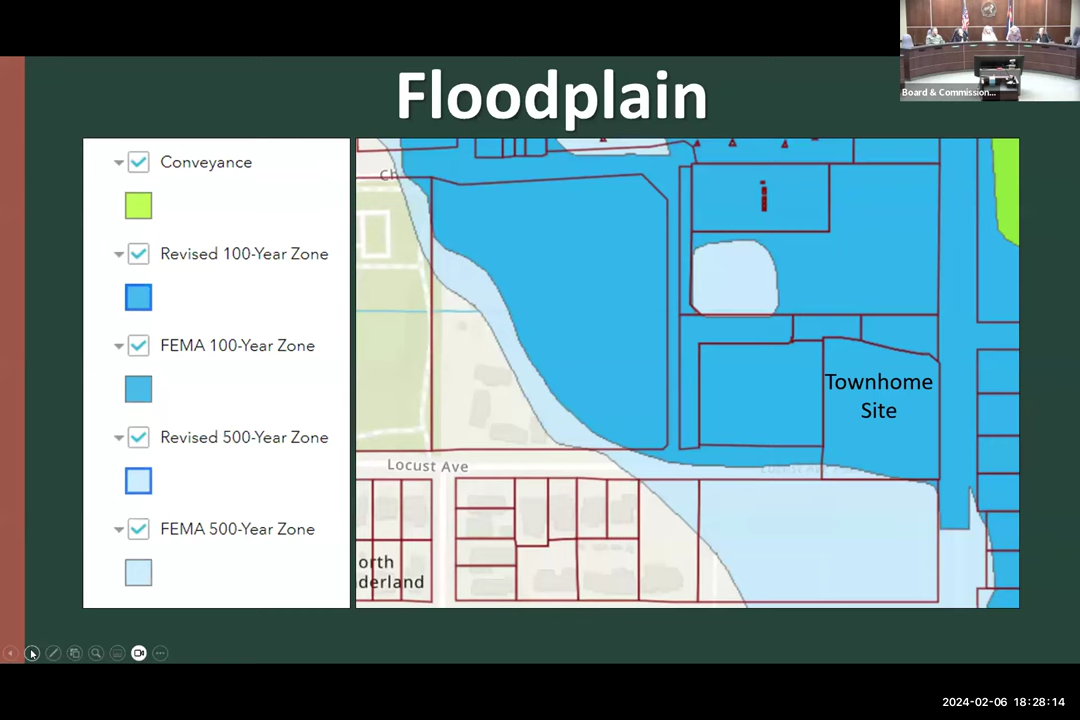 Floodplain
Board & Commission...
Conveyance
Revised 100-Year Zone
FEMA 100-Year Zone
Revised 500-Year Zone
FEMA 500-Year Zone
Ch
i
Townhome
Site
Locust Ave
orth
derland
2024-02-06 18:28:14